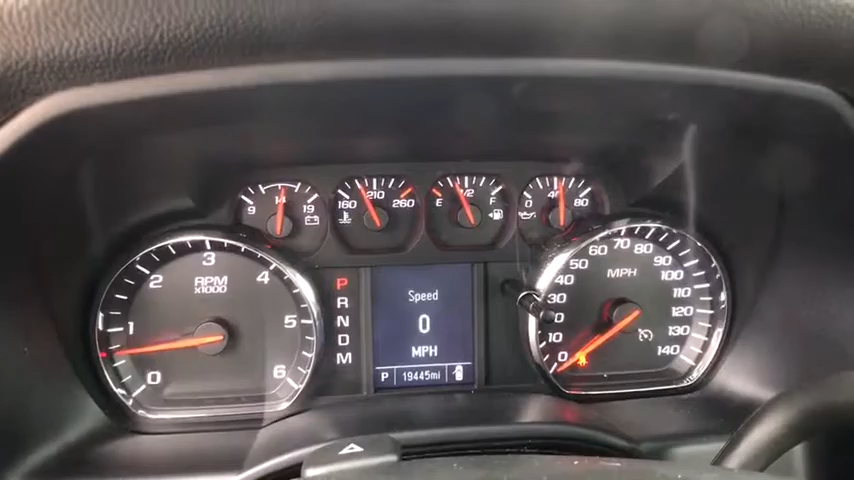 9 14 19
160 210 260
E 1/2 F
0 40 80
0 1 2 3 4 5 6
RPM
x1000
P
R
N
D
M
Speed
0
MPH
P 19445mi
0 10 20 30 40 50 60 70 80 90 100 110 120 130 140
MPH